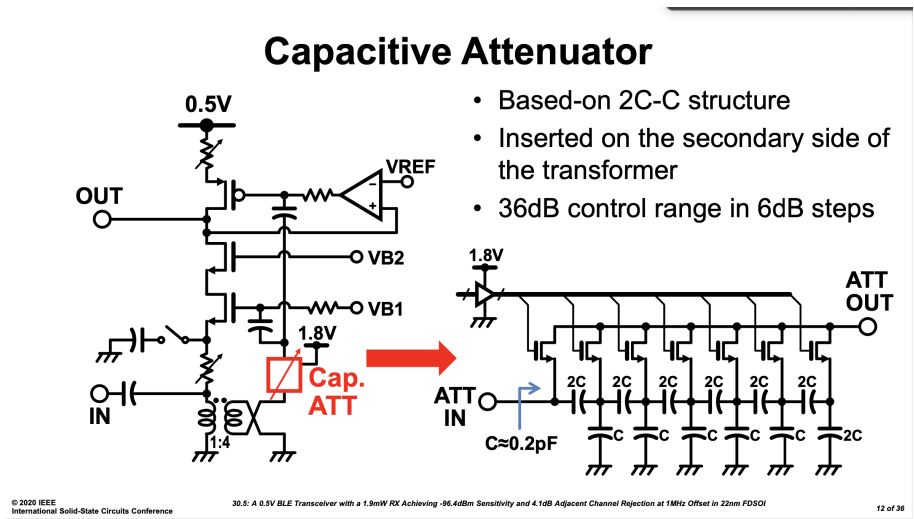 Capacitive Attenuator
• Based-on 2C-C structure
• Inserted on the secondary side of
the transformer
• 36dB control range in 6dB steps
0.5V
VREF
−
+
OUT
VB2
VB1
1.8V
Cap.
ATT
IN
1:4
1.8V
ATT
OUT
ATT
IN
2C
2C
2C
2C
2C
2C
C≈0.2pF
C
C
C
C
C
2C
© 2020 IEEE
International Solid-State Circuits Conference
30.5: A 0.5V BLE Transceiver with a 1.9mW RX Achieving -96.4dBm Sensitivity and 4.1dB Adjacent Channel Rejection at 1MHz Offset in 22nm FDSOI
12 of 36